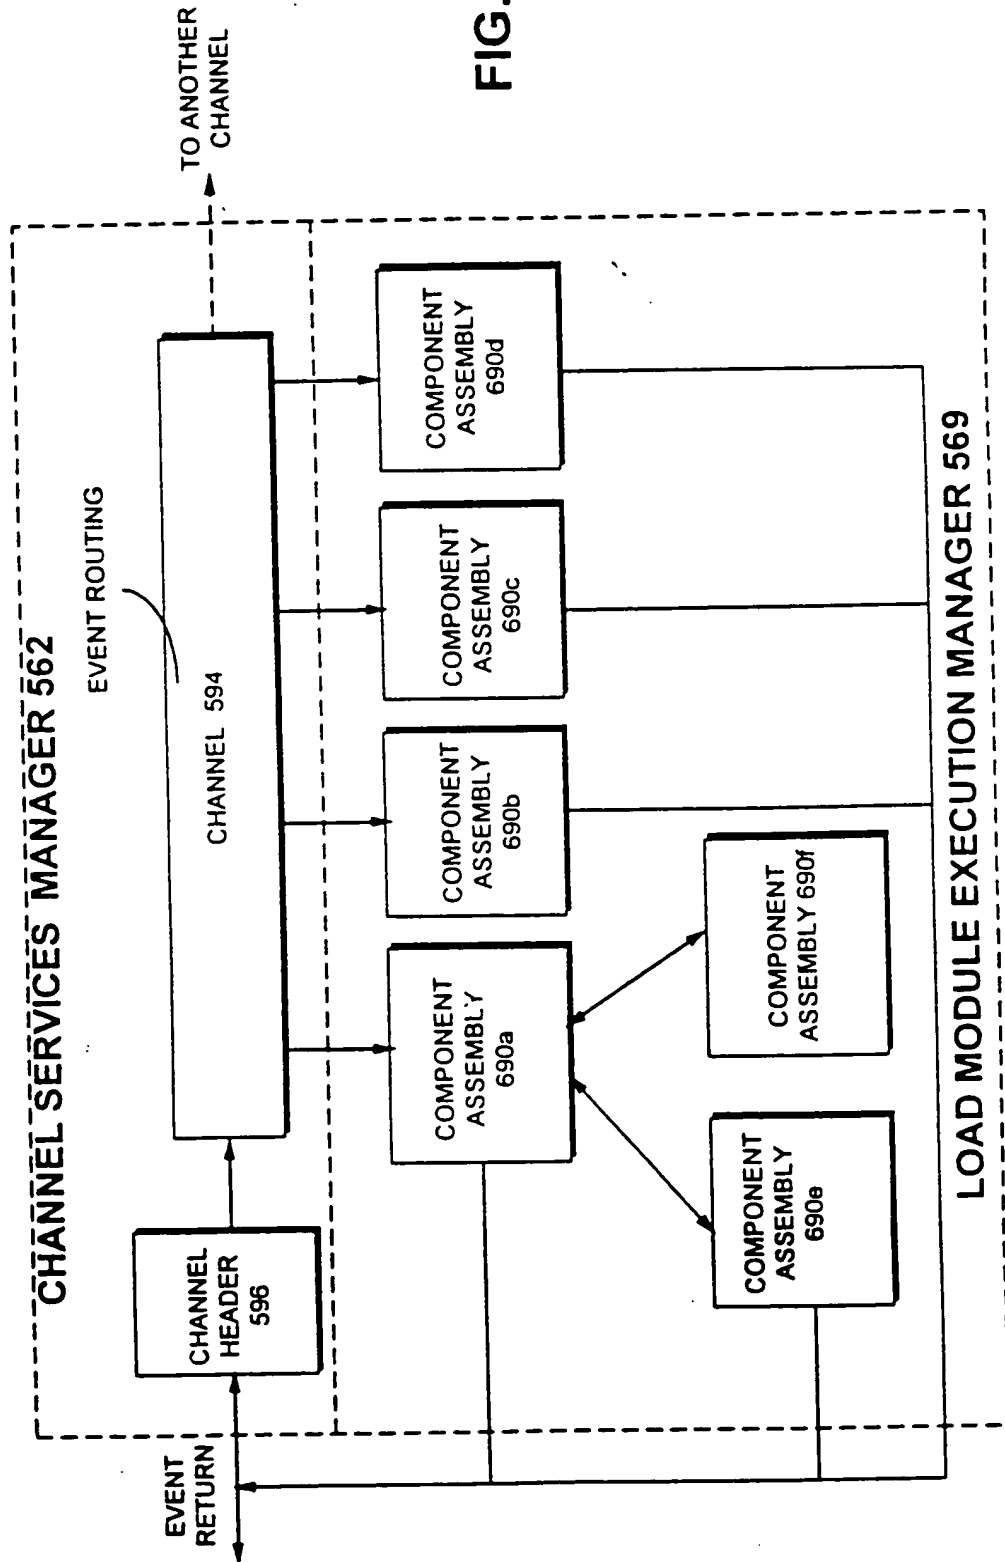 CHANNEL SERVICES MANAGER 562
EVENT ROUTING
TO ANOTHER
CHANNEL
EVENT
RETURN
CHANNEL
HEADER
596
CHANNEL 594
COMPONENT
ASSEMBLY
690a
COMPONENT
ASSEMBLY
690b
COMPONENT
ASSEMBLY
690c
COMPONENT
ASSEMBLY
690d
COMPONENT
ASSEMBLY
690e
COMPONENT
ASSEMBLY 690f
LOAD MODULE EXECUTION MANAGER 569
FIG.